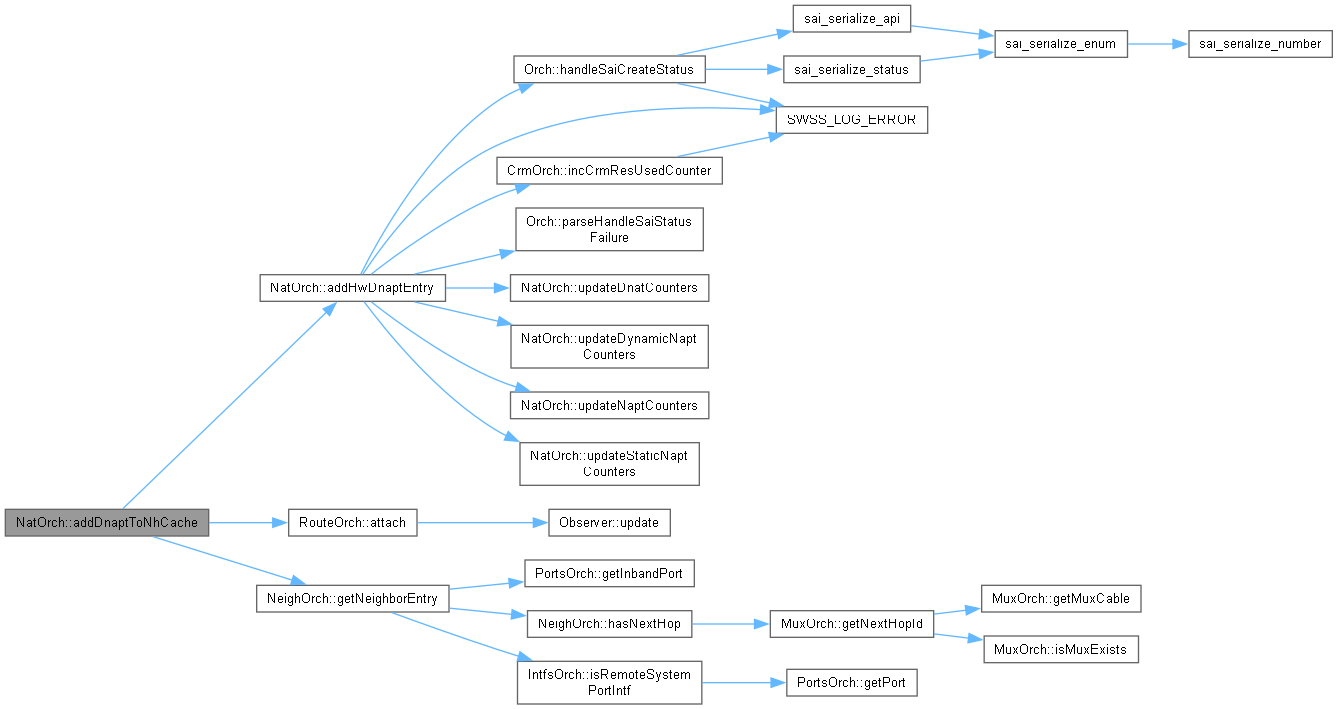 sai_serialize_api
sai_serialize_enum
sai_serialize_number
Orch::handleSaiCreateStatus
sai_serialize_status
SWSS_LOG_ERROR
CrmOrch::incCrmResUsedCounter
Orch::parseHandleSaiStatus
Failure
NatOrch::addHwDnaptEntry
NatOrch::updateDnatCounters
NatOrch::updateDynamicNapt
Counters
NatOrch::updateNaptCounters
NatOrch::updateStaticNapt
Counters
NatOrch::addDnaptToNhCache
RouteOrch::attach
Observer::update
PortsOrch::getInbandPort
NeighOrch::getNeighborEntry
NeighOrch::hasNextHop
MuxOrch::getNextHopId
MuxOrch::getMuxCable
MuxOrch::isMuxExists
IntfsOrch::isRemoteSystem
PortIntf
PortsOrch::getPort